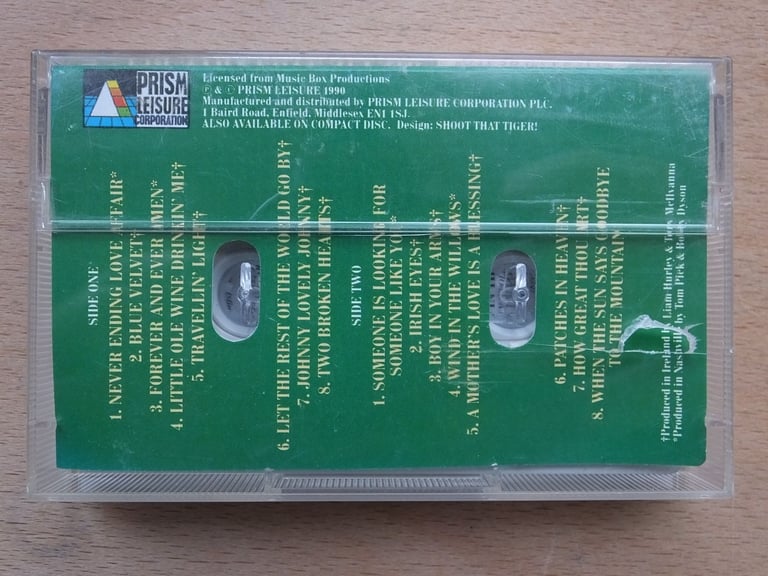 PRISM
LEISURE
CORPORATION
Licensed from Music Box Productions
℗ & © PRISM LEISURE 1990
Manufactured and distributed by PRISM LEISURE CORPORATION PLC.
1 Baird Road, Enfield, Middlesex EN1 1SJ.
ALSO AVAILABLE ON COMPACT DISC. Design: SHOOT THAT TIGER!
SIDE ONE
1. NEVER ENDING LOVE AFFAIR*
2. BLUE VELVET†
3. FOREVER AND EVER AMEN*
4. LITTLE OLE WINE DRINKIN' ME†
5. TRAVELLIN' LIGHT†
6. LET THE REST OF THE WORLD GO BY†
7. JOHNNY LOVELY JOHNNY†
8. TWO BROKEN HEARTS†
SIDE TWO
1. SOMEONE IS LOOKING FOR
SOMEONE LIKE YOU*
2. IRISH EYES†
3. BOY IN YOUR ARMS†
4. WIND IN THE WILLOWS*
5. A MOTHER'S LOVE IS A BLESSING†
6. PATCHES IN HEAVEN†
7. HOW GREAT THOU ART†
8. WHEN THE SUN SAYS GOODBYE
TO THE MOUNTAIN
†Produced in Ireland by Liam Hurley & Tony McIlvanna
*Produced in Nashville by Tom Pick & Bobby Dyson